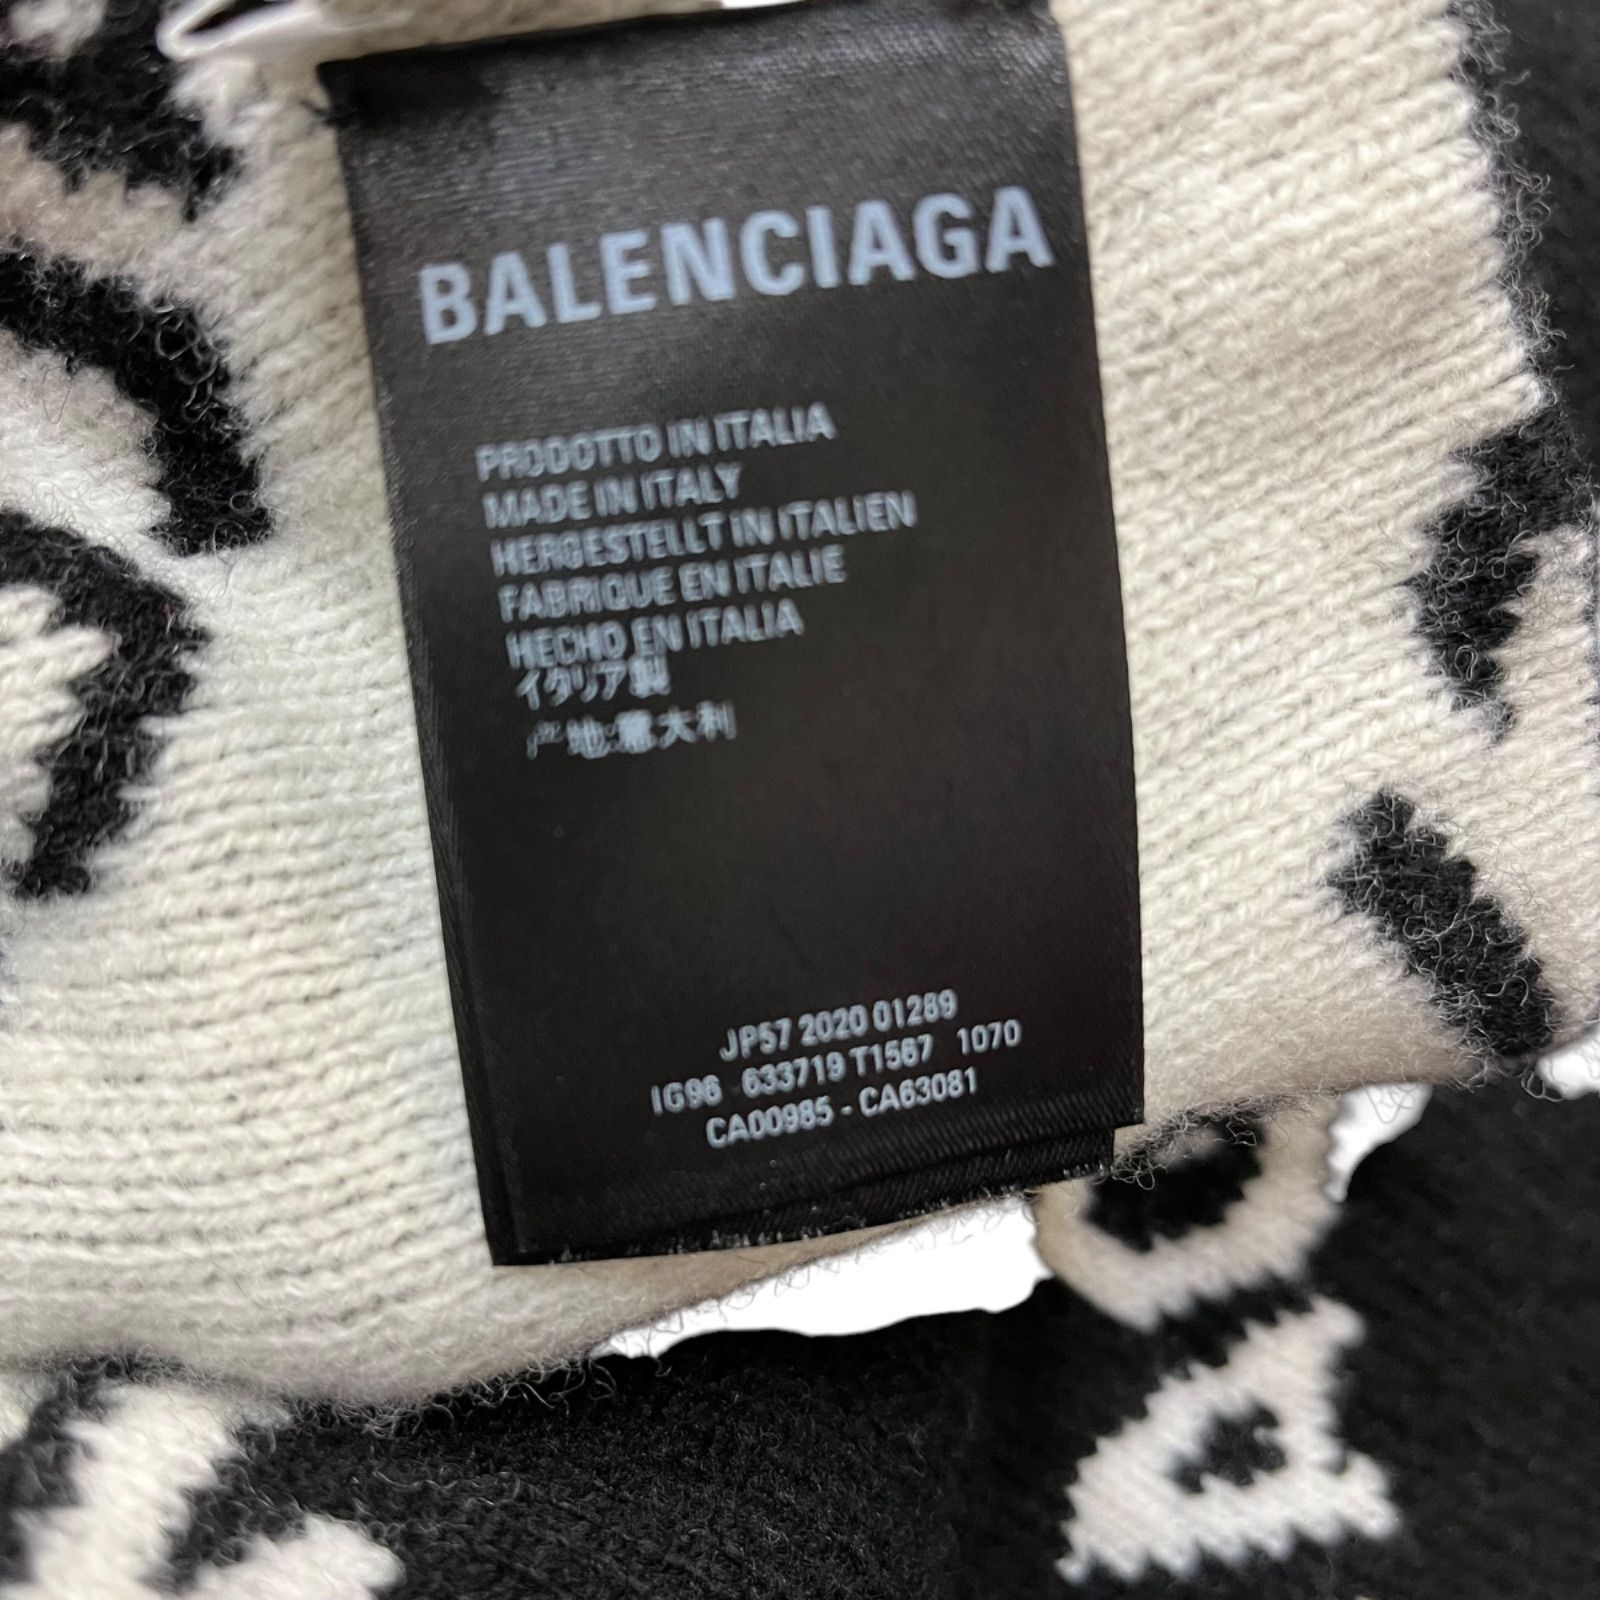 BALENCIAGA
PRODOTTO IN ITALIA
MADE IN ITALY
HERGESTELLT IN ITALIEN
FABRIQUE EN ITALIE
HECHO EN ITALIA
イタリア製
产地:意大利
JP57 2020 01289
IG96 633719 T1567 1070
CA00985 - CA63081